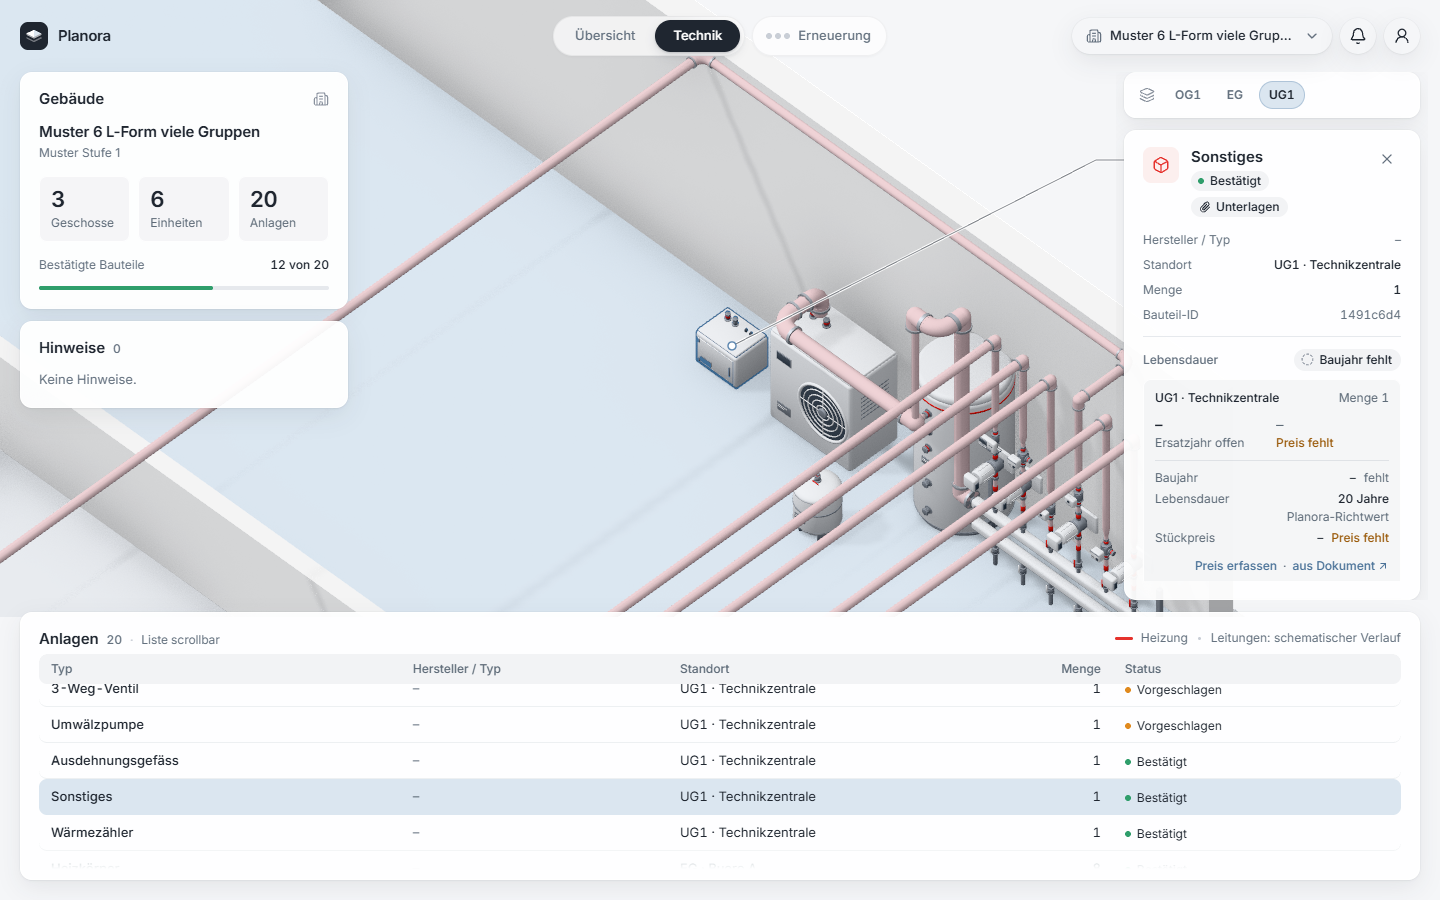 Planora
Übersicht
Technik
Erneuerung
Muster 6 L-Form viele Grup...
Gebäude
Muster 6 L-Form viele Gruppen
Muster Stufe 1
3
Geschosse
6
Einheiten
20
Anlagen
Bestätigte Bauteile
12 von 20
Hinweise 0
Keine Hinweise.
OG1
EG
UG1
Sonstiges
Bestätigt
Unterlagen
Hersteller / Typ –
Standort UG1 · Technikzentrale
Menge 1
Bauteil-ID 1491c6d4
Lebensdauer Baujahr fehlt
UG1 · Technikzentrale Menge 1
– –
Ersatzjahr offen Preis fehlt
Baujahr – fehlt
Lebensdauer 20 Jahre
Planora-Richtwert
Stückpreis – Preis fehlt
Preis erfassen · aus Dokument ↗
Anlagen 20 · Liste scrollbar
Heizung · Leitungen: schematischer Verlauf
Typ Hersteller / Typ Standort Menge Status
3-Weg-Ventil – UG1 · Technikzentrale 1 Vorgeschlagen
Umwälzpumpe – UG1 · Technikzentrale 1 Vorgeschlagen
Ausdehnungsgefäss – UG1 · Technikzentrale 1 Bestätigt
Sonstiges – UG1 · Technikzentrale 1 Bestätigt
Wärmezähler – UG1 · Technikzentrale 1 Bestätigt